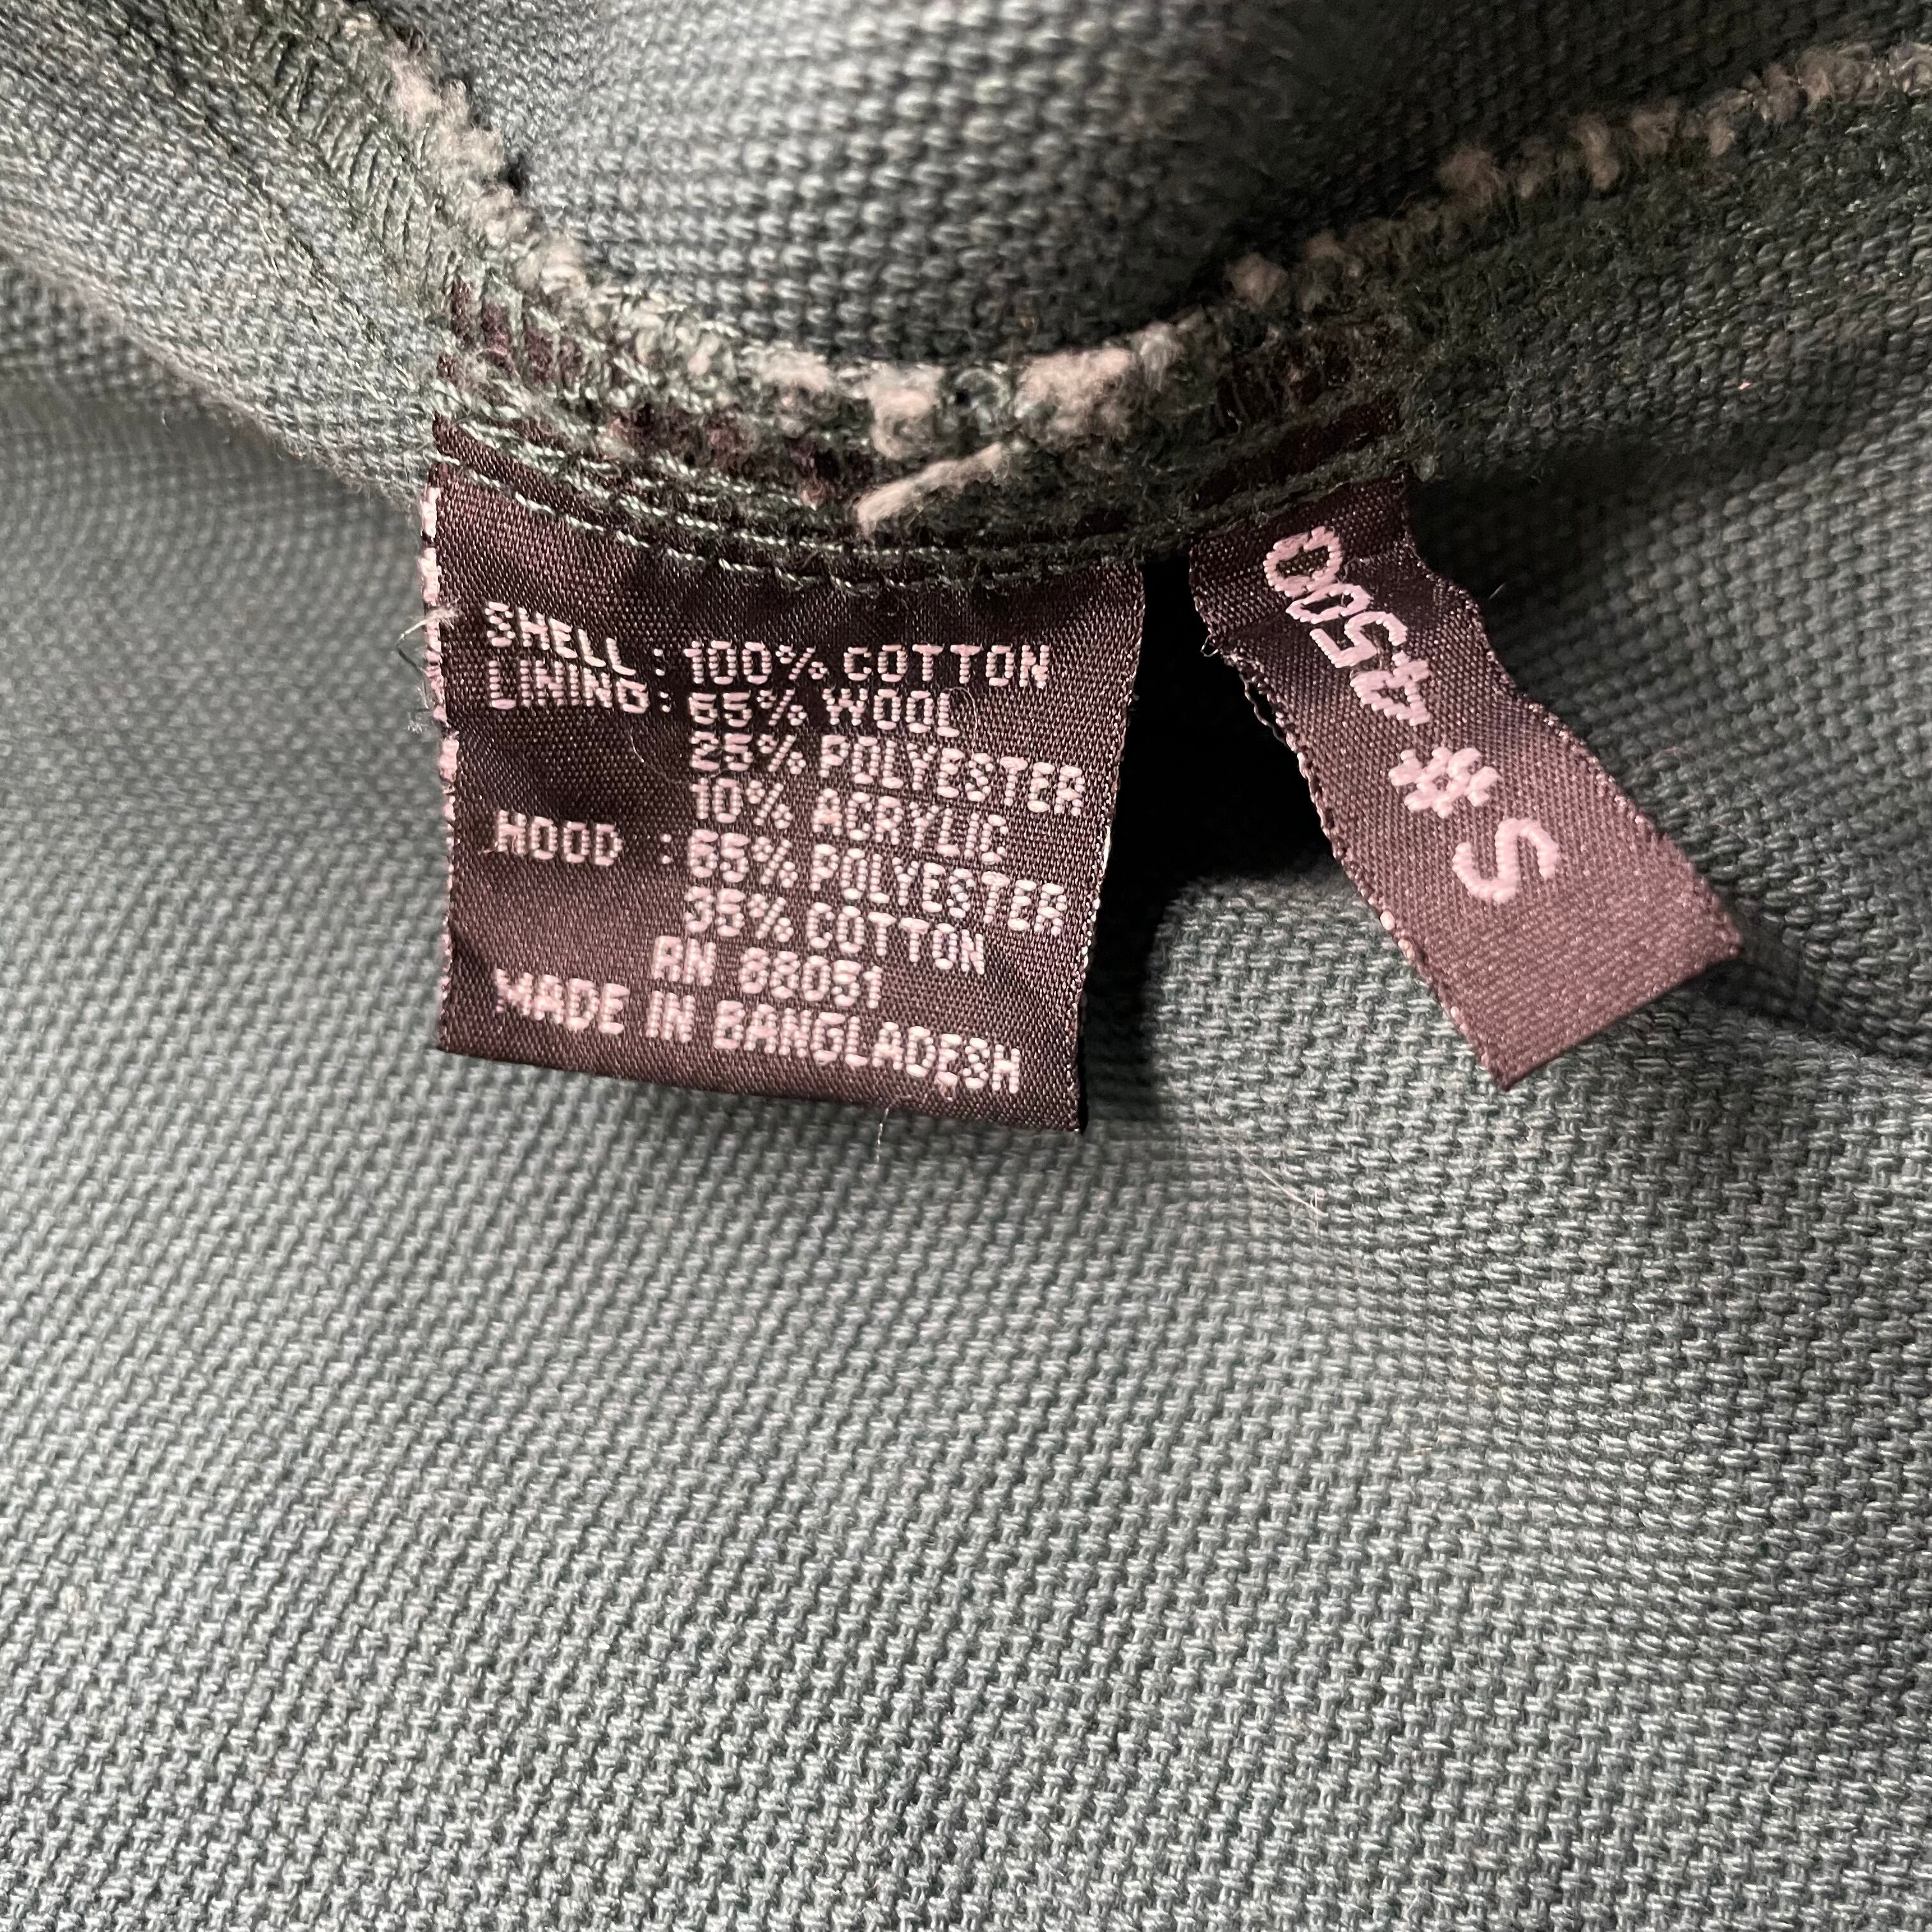 SHELL : 100% COTTON
LINING : 65% WOOL
25% POLYESTER
10% ACRYLIC
HOOD : 65% POLYESTER
35% COTTON
RN 88051
MADE IN BANGLADESH
S# 4500